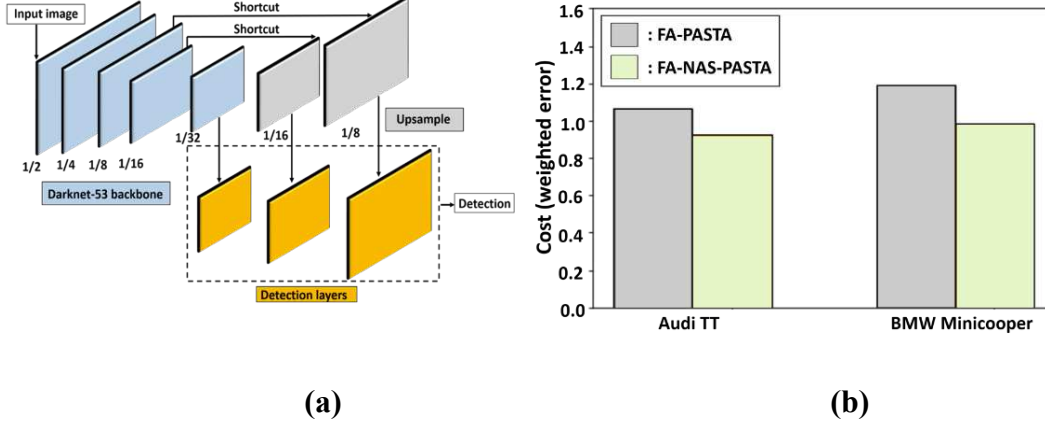 Input image
Shortcut
Shortcut
1/2
1/4
1/8
1/16
1/32
1/16
1/8
Upsample
Darknet-53 backbone
Detection
Detection layers
(a)
Cost (weighted error)
1.6
1.4
1.2
1.0
0.8
0.6
0.4
0.2
0.0
: FA-PASTA
: FA-NAS-PASTA
Audi TT
BMW Minicooper
(b)